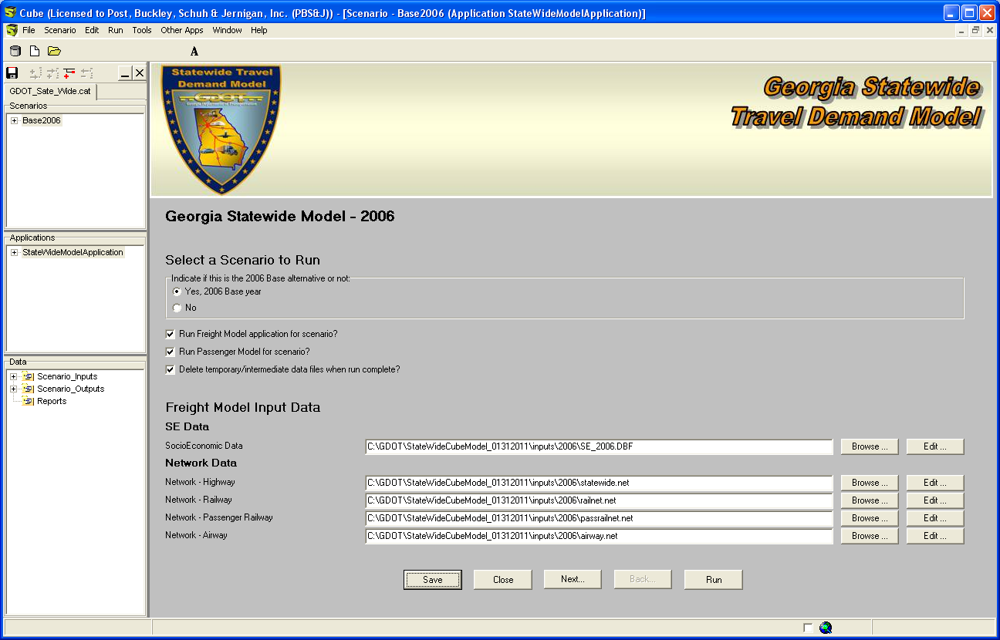 Cube (Licensed to Post, Buckley, Schuh & Jernigan, Inc. (PBS&J)) - [Scenario - Base2006 (Application StateWideModelApplication)]
File Scenario Edit Run Tools Other Apps Window Help
A
GDOT_Sate_Wide.cat
Scenarios
Base2006
Applications
StateWideModelApplication
Data
Scenario_Inputs
Scenario_Outputs
Reports
Statewide Travel
Demand Model
GDOT
Georgia Statewide
Travel Demand Model
Georgia Statewide Model - 2006
Select a Scenario to Run
Indicate if this is the 2006 Base alternative or not:
Yes, 2006 Base year
No
Run Freight Model application for scenario?
Run Passenger Model for scenario?
Delete temporary/intermediate data files when run complete?
Freight Model Input Data
SE Data
SocioEconomic Data C:\GDOT\StateWideCubeModel_01312011\inputs\2006\SE_2006.DBF Browse ... Edit ...
Network Data
Network - Highway C:\GDOT\StateWideCubeModel_01312011\inputs\2006\statewide.net Browse ... Edit ...
Network - Railway C:\GDOT\StateWideCubeModel_01312011\inputs\2006\railnet.net Browse ... Edit ...
Network - Passenger Railway C:\GDOT\StateWideCubeModel_01312011\inputs\2006\passrailnet.net Browse ... Edit ...
Network - Airway C:\GDOT\StateWideCubeModel_01312011\inputs\2006\airway.net Browse ... Edit ...
Save Close Next... Back... Run